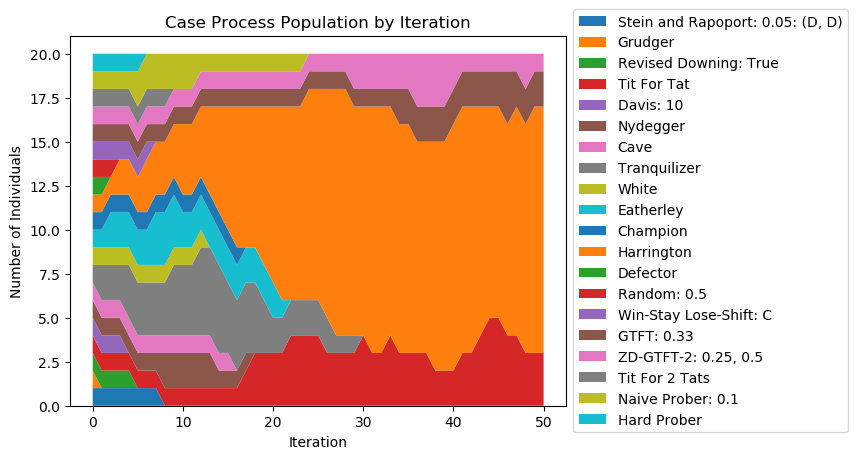 Case Process Population by Iteration
20.0
17.5
15.0
12.5
10.0
7.5
5.0
2.5
0.0
Number of Individuals
0
10
20
30
40
50
Iteration
Stein and Rapoport: 0.05: (D, D)
Grudger
Revised Downing: True
Tit For Tat
Davis: 10
Nydegger
Cave
Tranquilizer
White
Eatherley
Champion
Harrington
Defector
Random: 0.5
Win-Stay Lose-Shift: C
GTFT: 0.33
ZD-GTFT-2: 0.25, 0.5
Tit For 2 Tats
Naive Prober: 0.1
Hard Prober